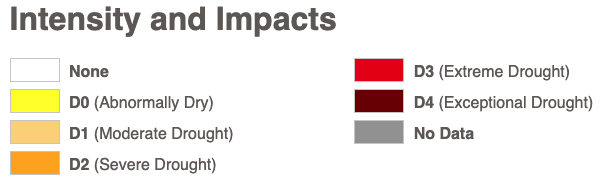 Intensity and Impacts
None
D0 (Abnormally Dry)
D1 (Moderate Drought)
D2 (Severe Drought)
D3 (Extreme Drought)
D4 (Exceptional Drought)
No Data